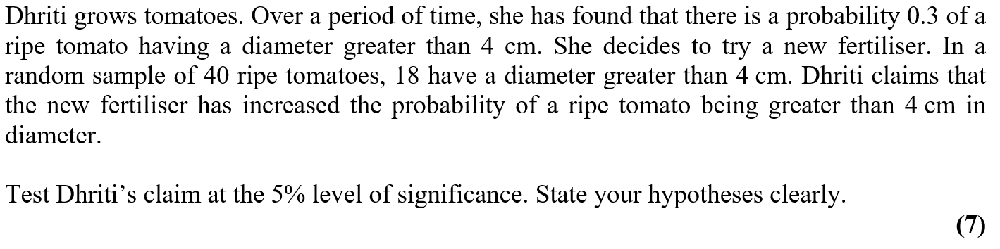 Dhriti grows tomatoes. Over a period of time, she has found that there is a probability 0.3 of a
ripe tomato having a diameter greater than 4 cm. She decides to try a new fertiliser. In a
random sample of 40 ripe tomatoes, 18 have a diameter greater than 4 cm. Dhriti claims that
the new fertiliser has increased the probability of a ripe tomato being greater than 4 cm in
diameter.
Test Dhriti’s claim at the 5% level of significance. State your hypotheses clearly.
(7)